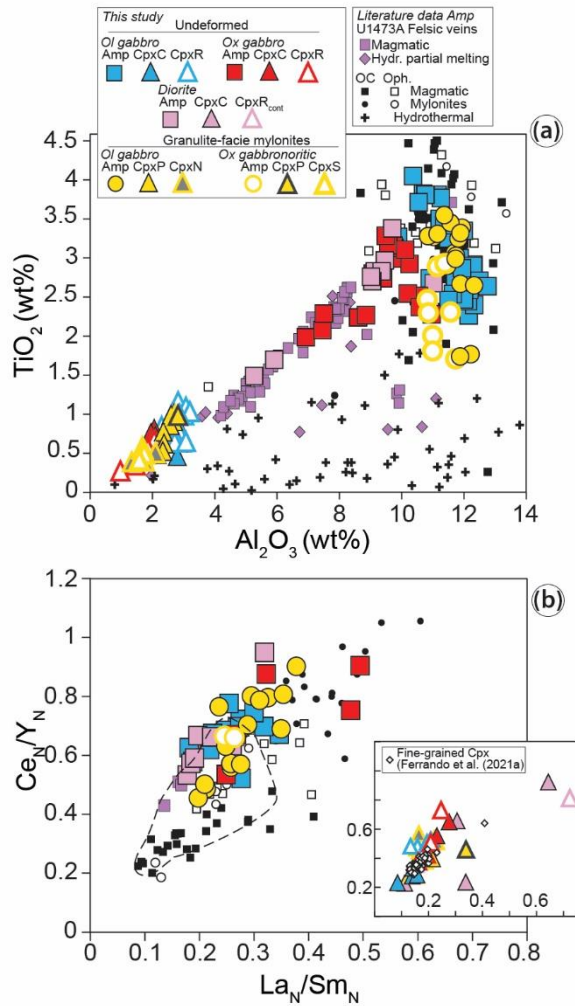 This study
Undeformed
Ol gabbro Ox gabbro
Amp CpxC CpxR Amp CpxC CpxR
Diorite
Amp CpxC CpxRcont
Granulite-facie mylonites
Ol gabbro Ox gabbronoritic
Amp CpxP CpxN Amp CpxP CpxS
Literature data Amp
U1473A Felsic veins
Magmatic
Hydr. partial melting
OC Oph.
Magmatic
Mylonites
Hydrothermal
(a)
4.5
4
3.5
3
2.5
2
1.5
1
0.5
0
TiO2 (wt%)
0 2 4 6 8 10 12 14
Al2O3 (wt%)
(b)
1.2
1
0.8
0.6
0.4
0.2
0
CeN/YN
Fine-grained Cpx
(Ferrando et al. (2021a)
0.8
0.6
0.4
0.2
0 0.2 0.6
0 0.1 0.2 0.3 0.4 0.5 0.6 0.7 0.8
LaN/SmN